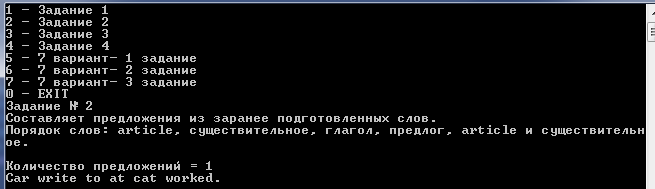 1 - Задание 1
2 - Задание 2
3 - Задание 3
4 - Задание 4
5 - 7 вариант- 1 задание
6 - 7 вариант- 2 задание
7 - 7 вариант- 3 задание
0 - EXIT
Задание № 2
Составляет предложения из заранее подготовленных слов.
Порядок слов: article, существительное, глагол, предлог, article и существительн
ое.
Количество предложений = 1
Car write to at cat worked.